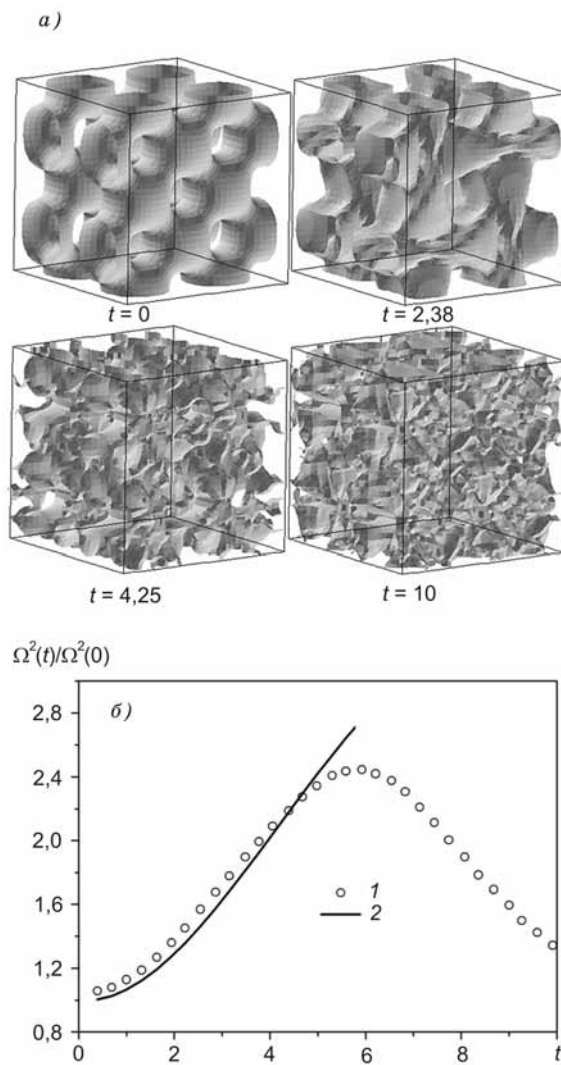 а)
t = 0
t = 2,38
t = 4,25
t = 10
Ω²(t)/Ω²(0)
б)
2,8
2,4
2,0
1,6
1,2
0,8
1
2
0
2
4
6
8
t